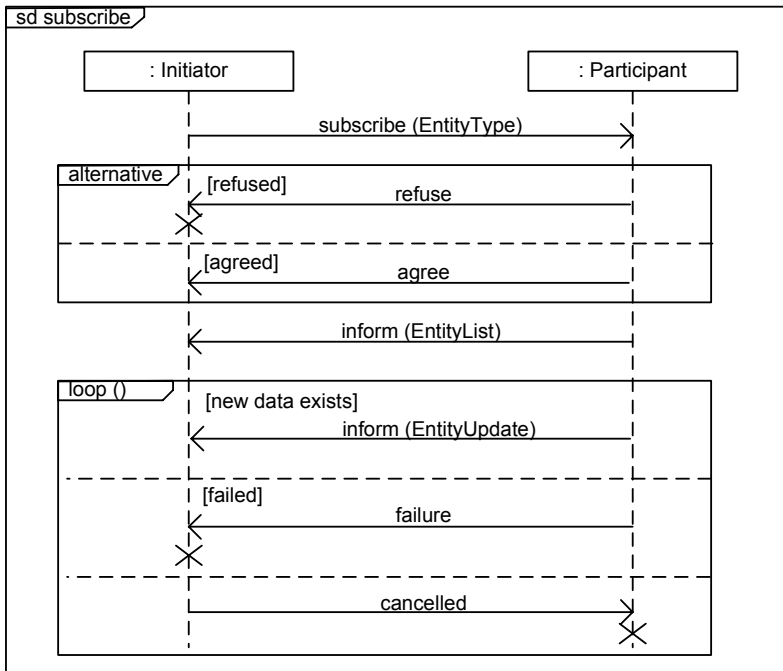 sd subscribe
: Initiator
: Participant
subscribe (EntityType)
alternative
[refused]
refuse
[agreed]
agree
inform (EntityList)
loop ()
[new data exists]
inform (EntityUpdate)
[failed]
failure
cancelled